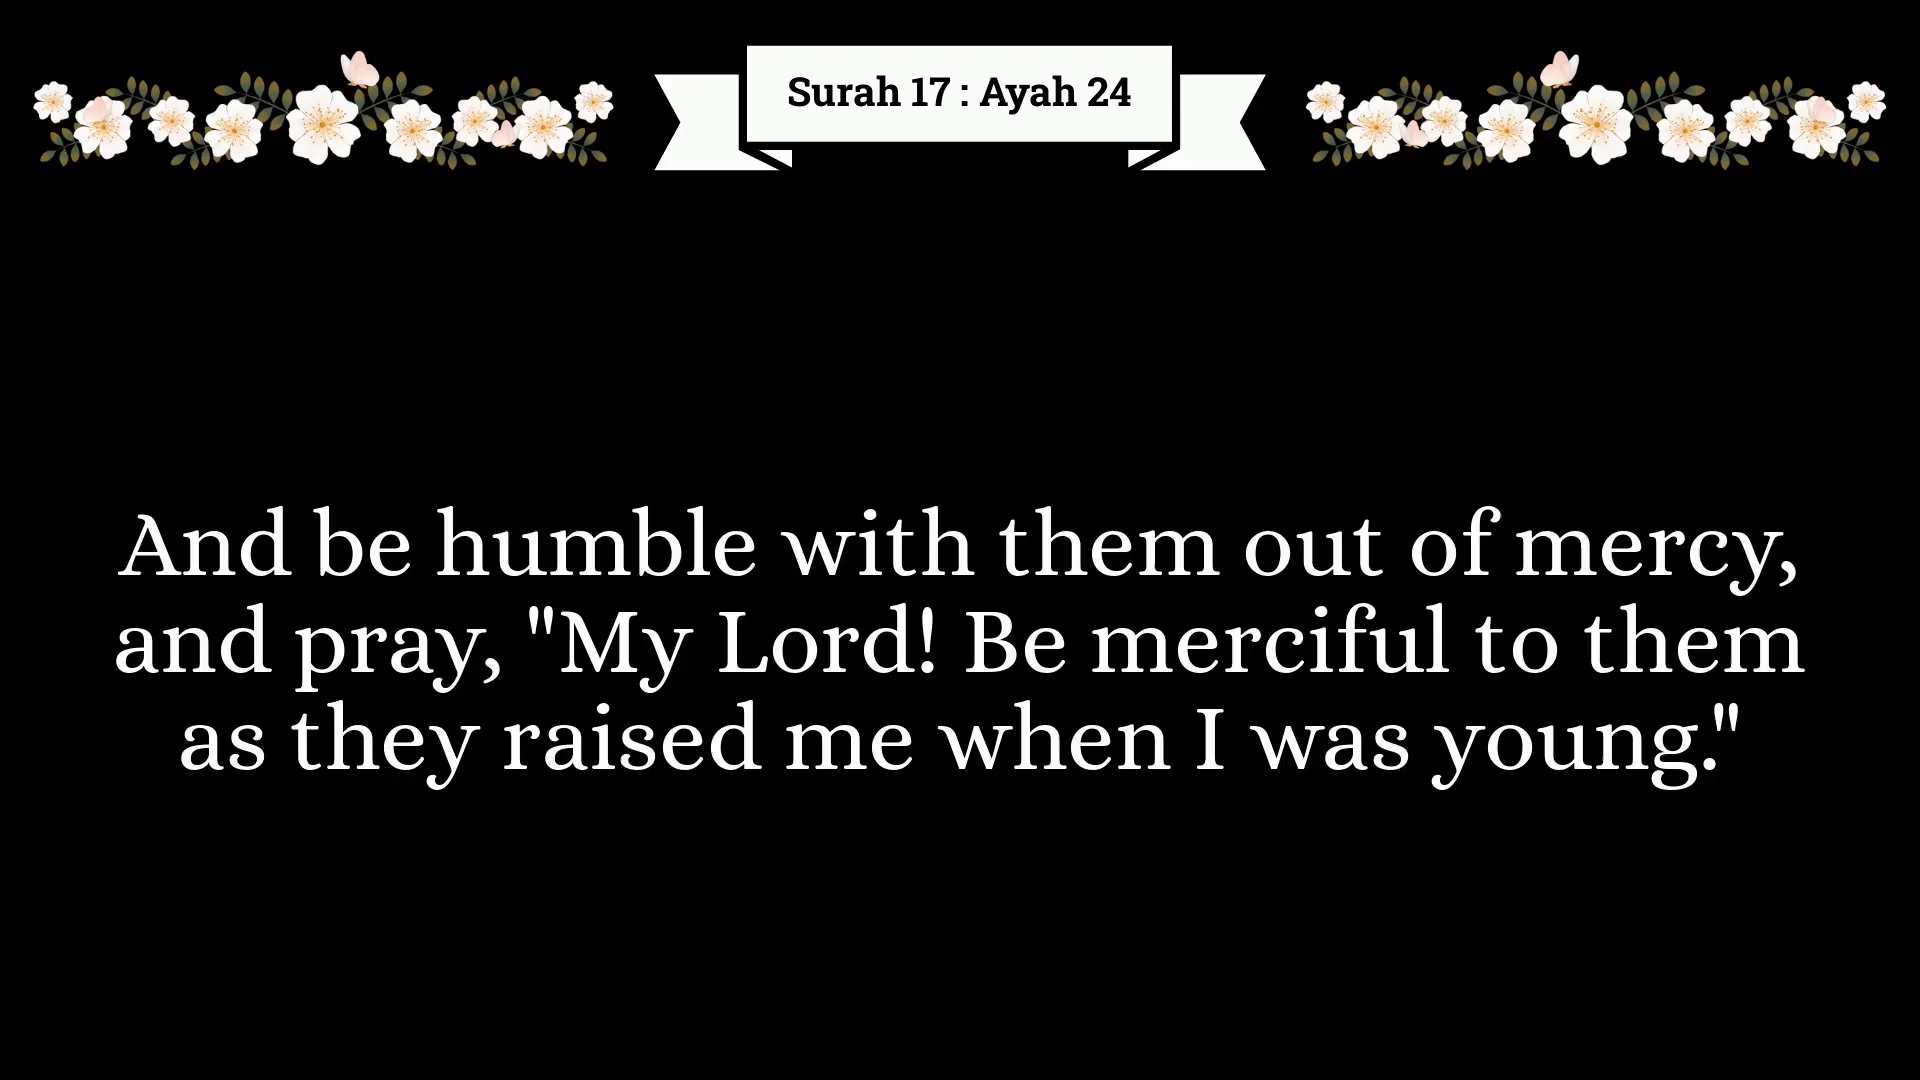 Surah 17 : Ayah 24
And be humble with them out of mercy,
and pray, "My Lord! Be merciful to them
as they raised me when I was young."